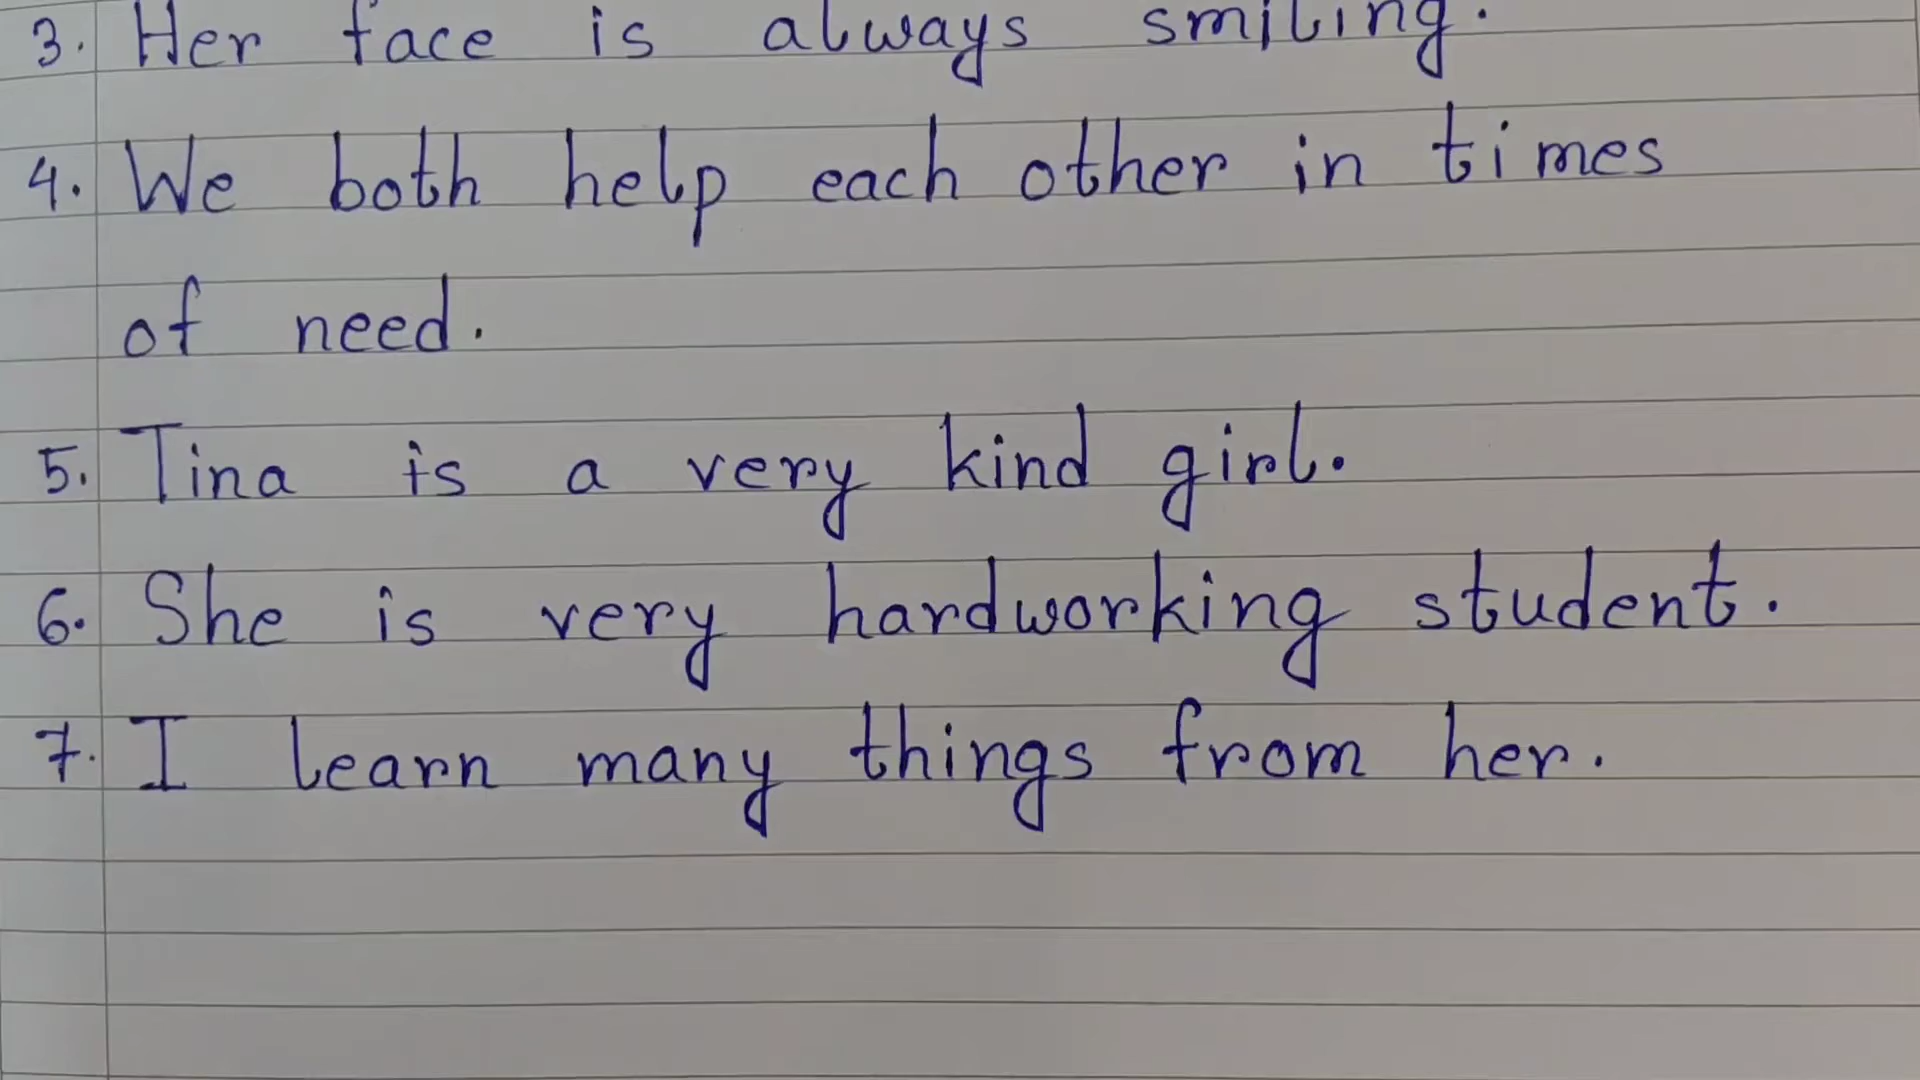 3. Her face is always smiling.
4. We both help each other in times
of need.
5. Tina is a very kind girl.
6. She is very hardworking student.
7. I learn many things from her.